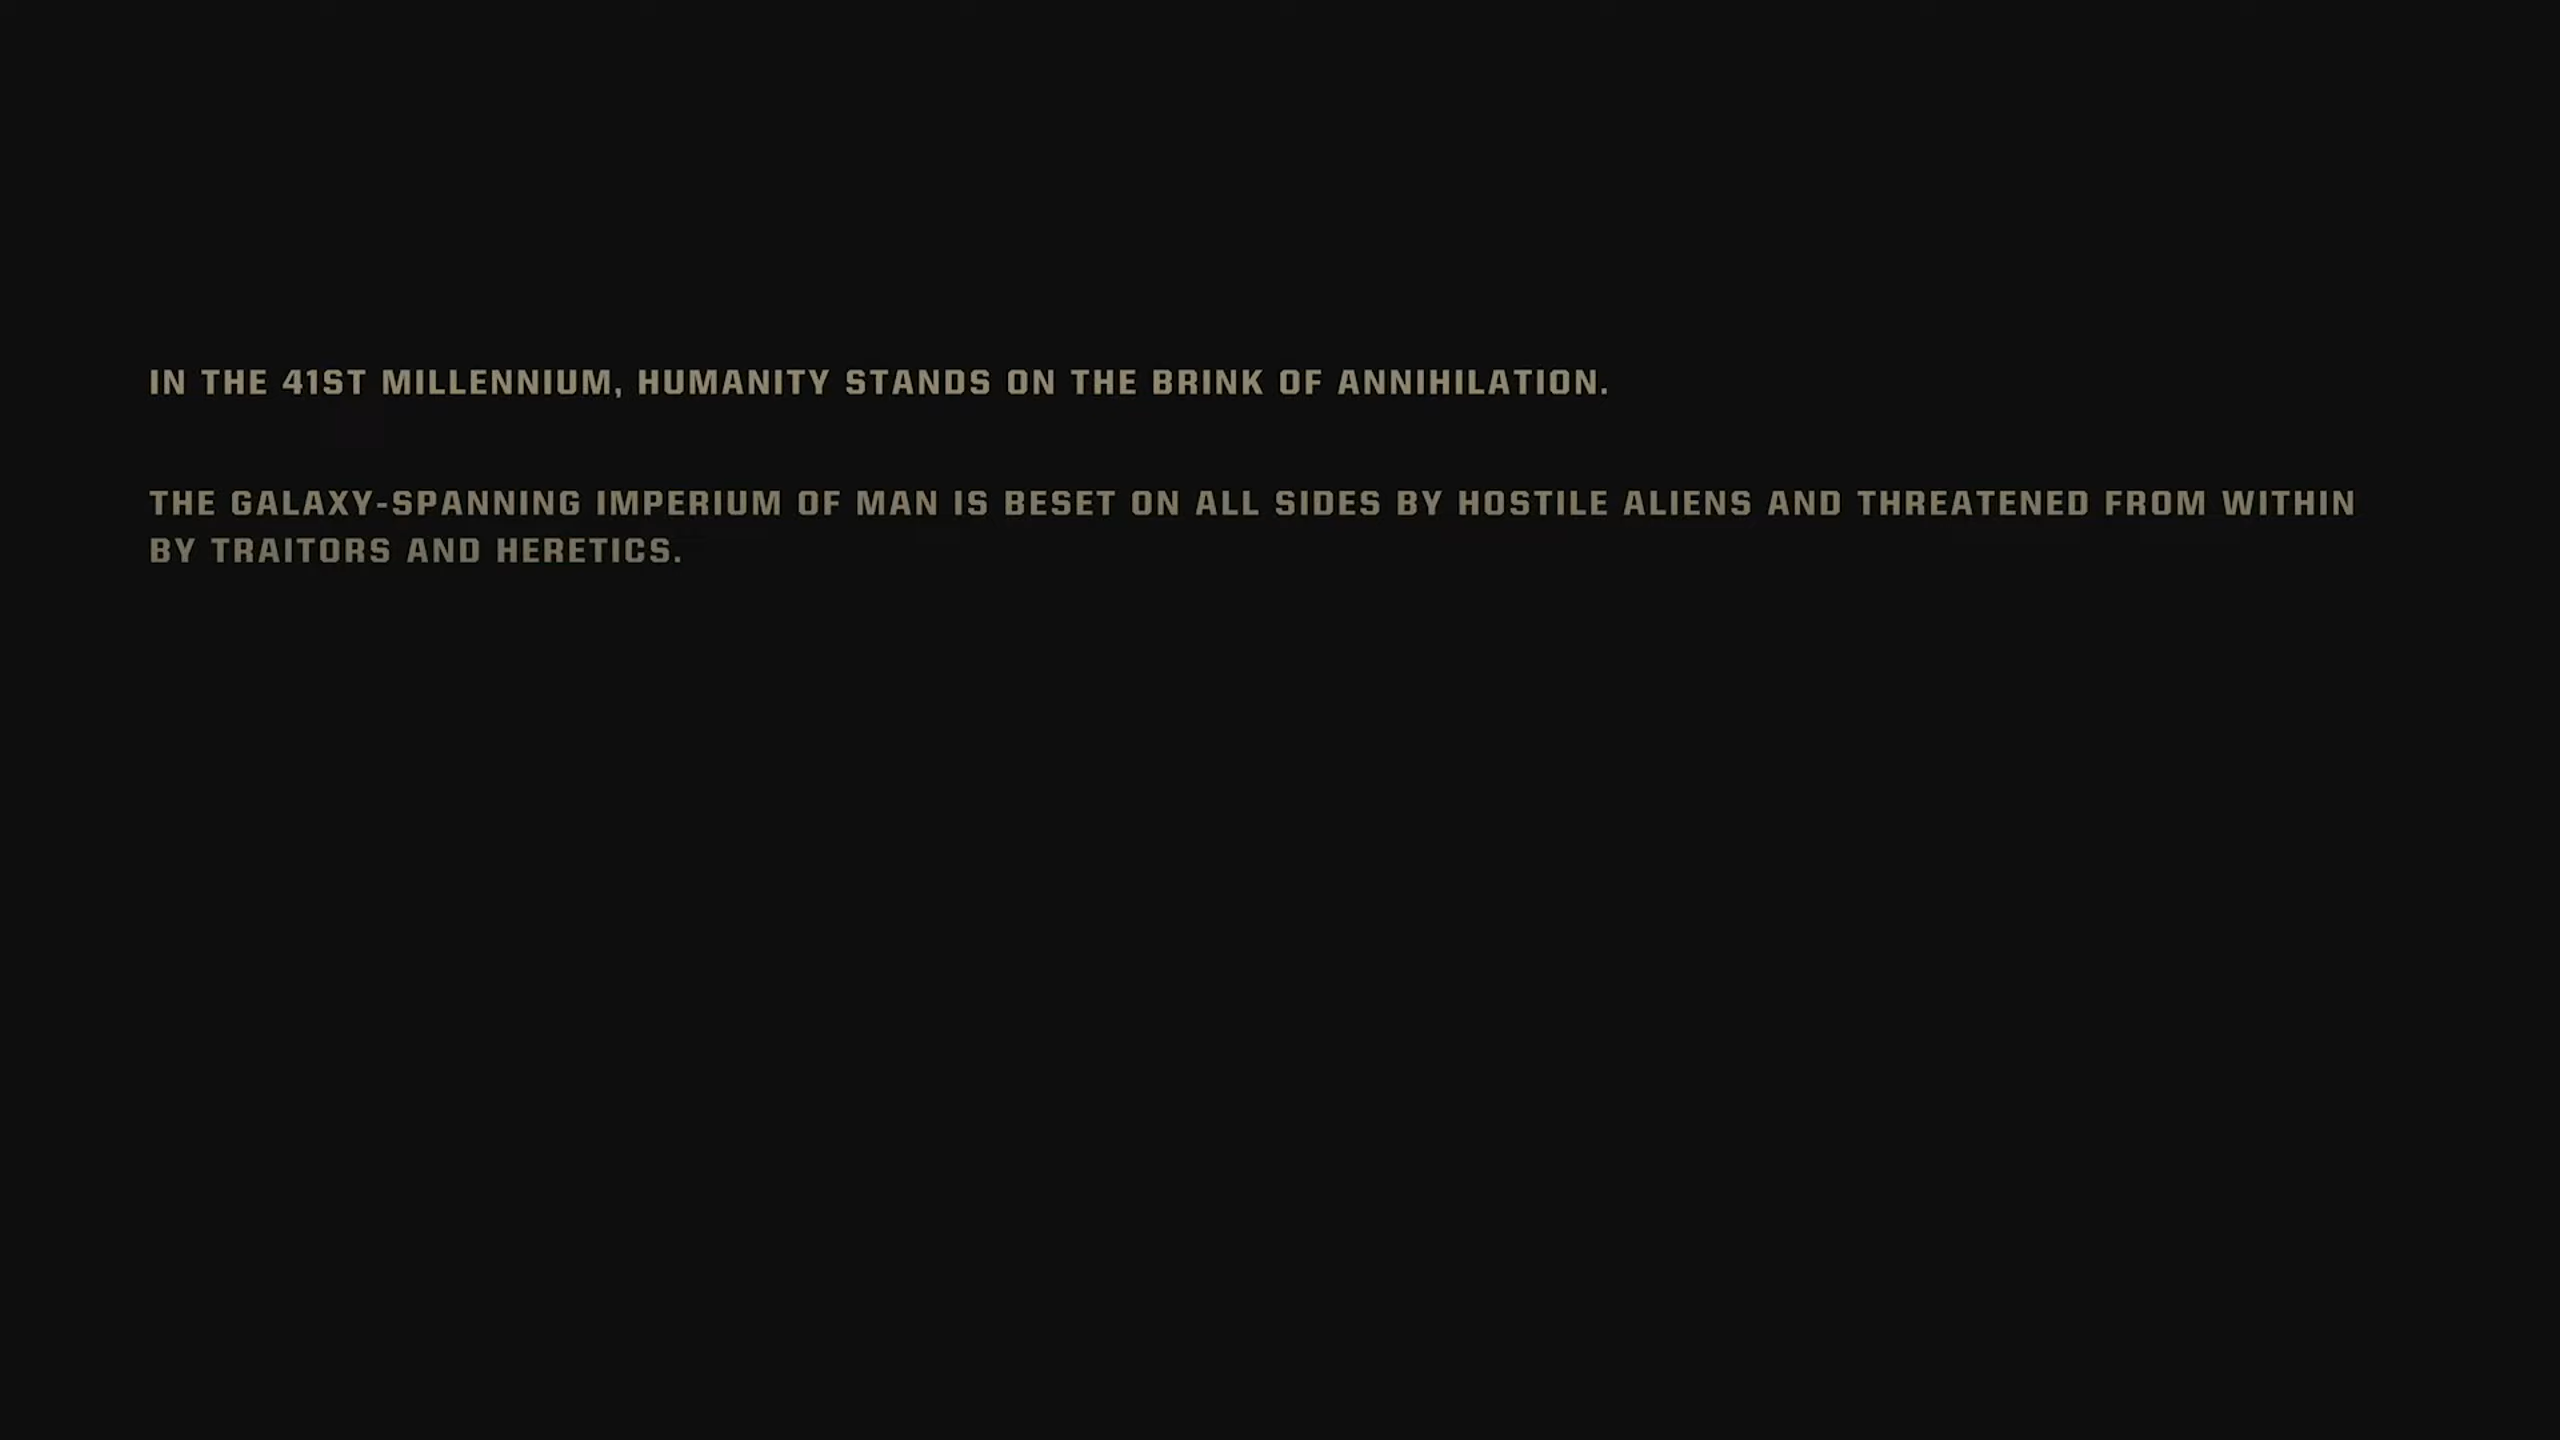 IN THE 41ST MILLENNIUM, HUMANITY STANDS ON THE BRINK OF ANNIHILATION.
THE GALAXY-SPANNING IMPERIUM OF MAN IS BESET ON ALL SIDES BY HOSTILE ALIENS AND THREATENED FROM WITHIN
BY TRAITORS AND HERETICS.